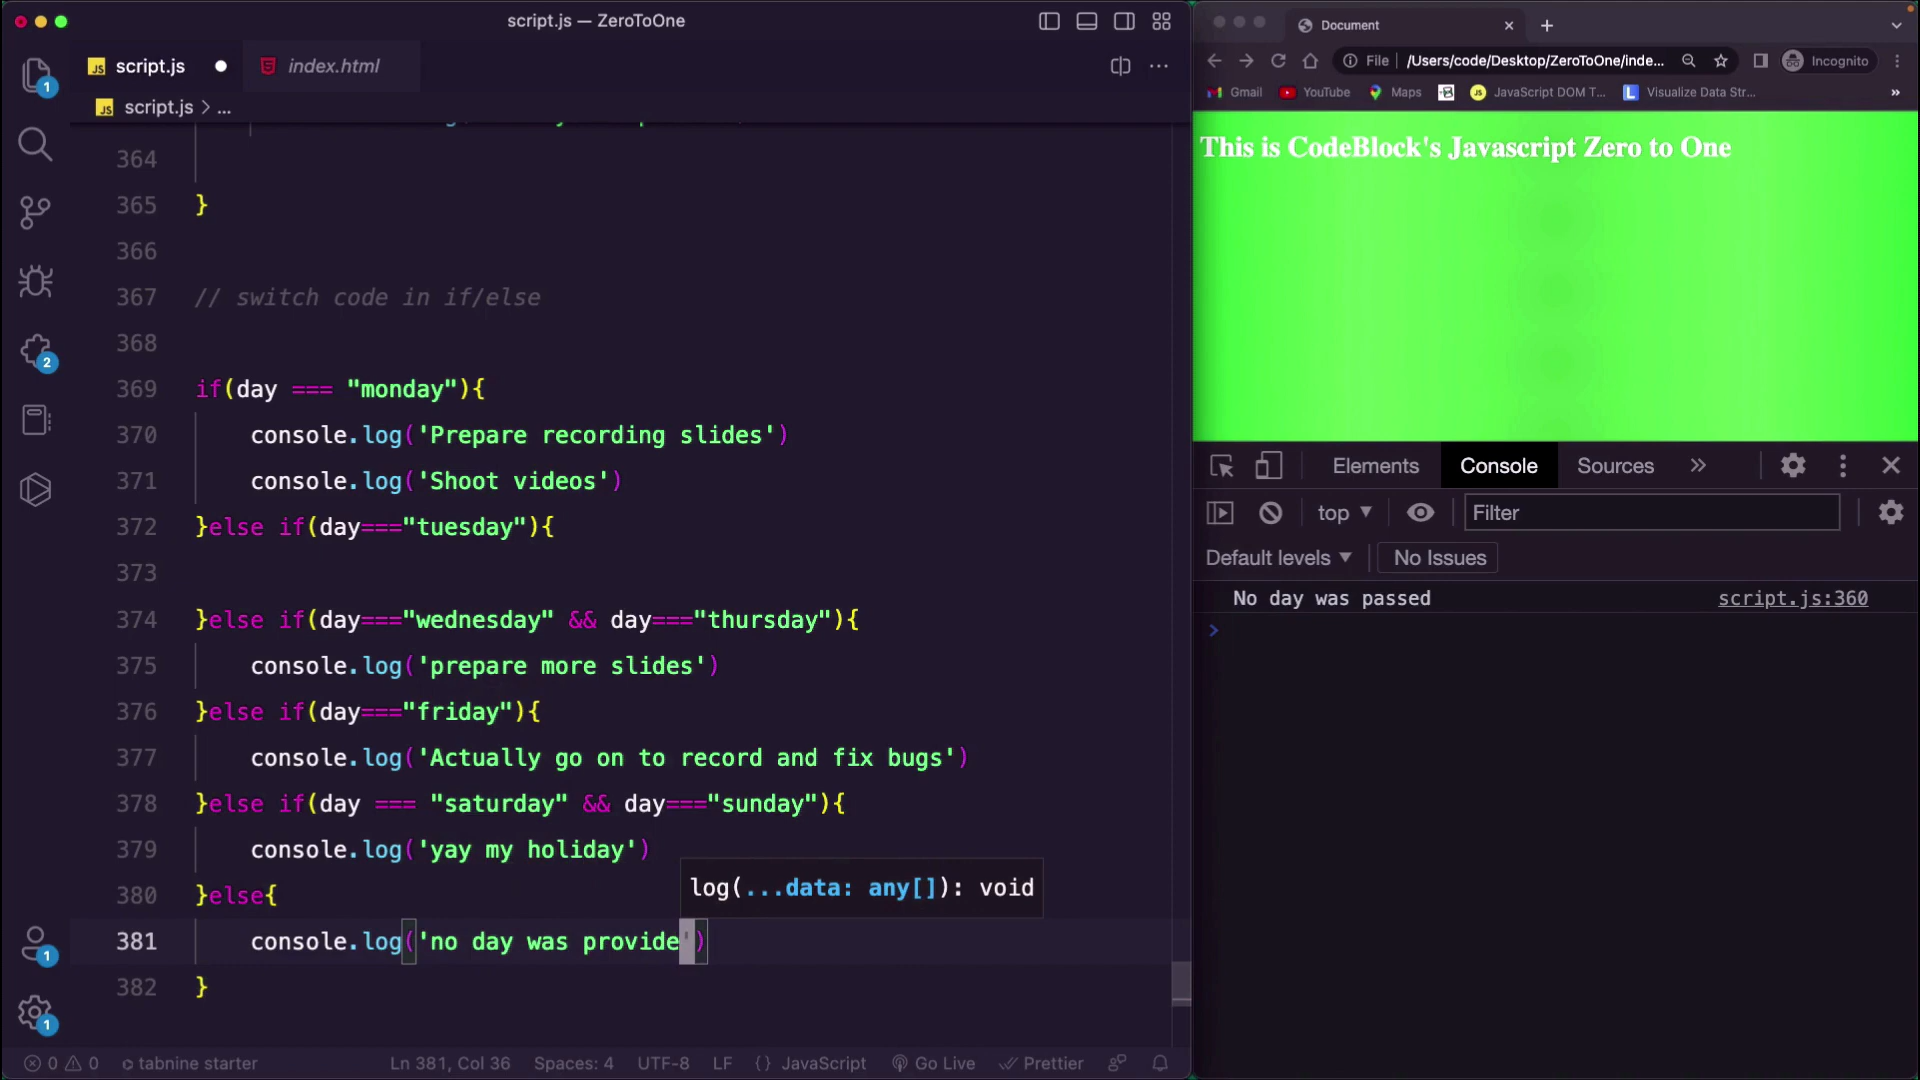 script.js — ZeroToOne
script.js
index.html
script.js > ...
364
365 }
366
367 // switch code in if/else
368
369 if(day === "monday"){
370 console.log('Prepare recording slides')
371 console.log('Shoot videos')
372 }else if(day==="tuesday"){
373
374 }else if(day==="wednesday" && day==="thursday"){
375 console.log('prepare more slides')
376 }else if(day==="friday"){
377 console.log('Actually go on to record and fix bugs')
378 }else if(day === "saturday" && day==="sunday"){
379 console.log('yay my holiday')
380 }else{
log(...data: any[]): void
381 console.log('no day was provide')
382 }
1
2
1
1
0 0 tabnine starter Ln 381, Col 36 Spaces: 4 UTF-8 LF {} JavaScript Go Live Prettier
Document
File /Users/code/Desktop/ZeroToOne/inde... Incognito
Gmail YouTube Maps JavaScript DOM T... Visualize Data Str... »
This is CodeBlock's Javascript Zero to One
Elements Console Sources »
top Filter
Default levels No Issues
No day was passed script.js:360
>